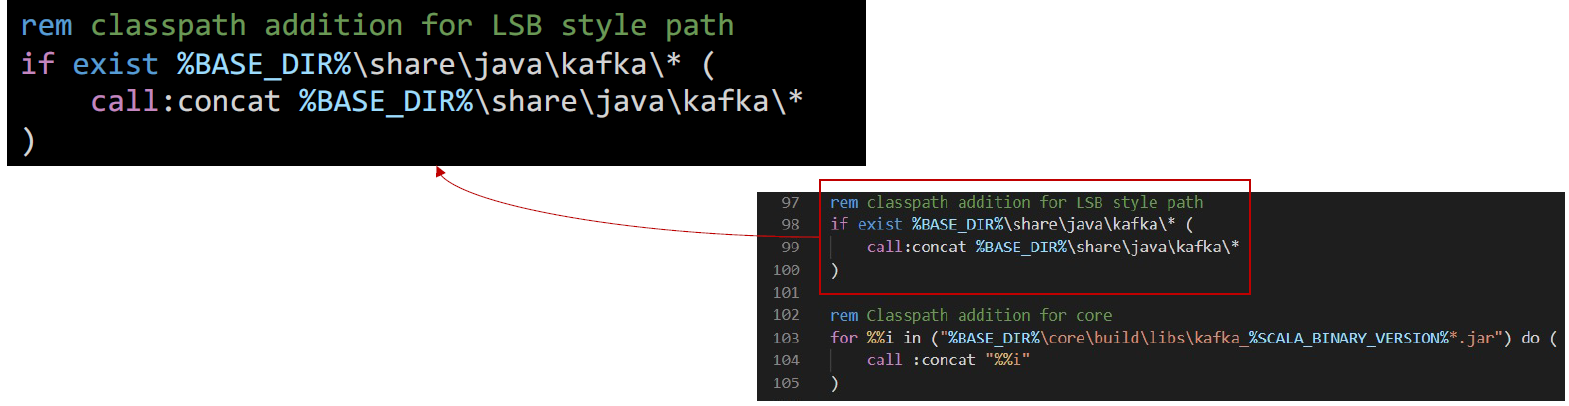 rem classpath addition for LSB style path
if exist %BASE_DIR%\share\java\kafka\* (
    call:concat %BASE_DIR%\share\java\kafka\*
)
97 rem classpath addition for LSB style path
98 if exist %BASE_DIR%\share\java\kafka\* (
99     call:concat %BASE_DIR%\share\java\kafka\*
100 )
101
102 rem Classpath addition for core
103 for %%i in ("%BASE_DIR%\core\build\libs\kafka_%SCALA_BINARY_VERSION%*.jar") do (
104     call :concat "%%i"
105 )